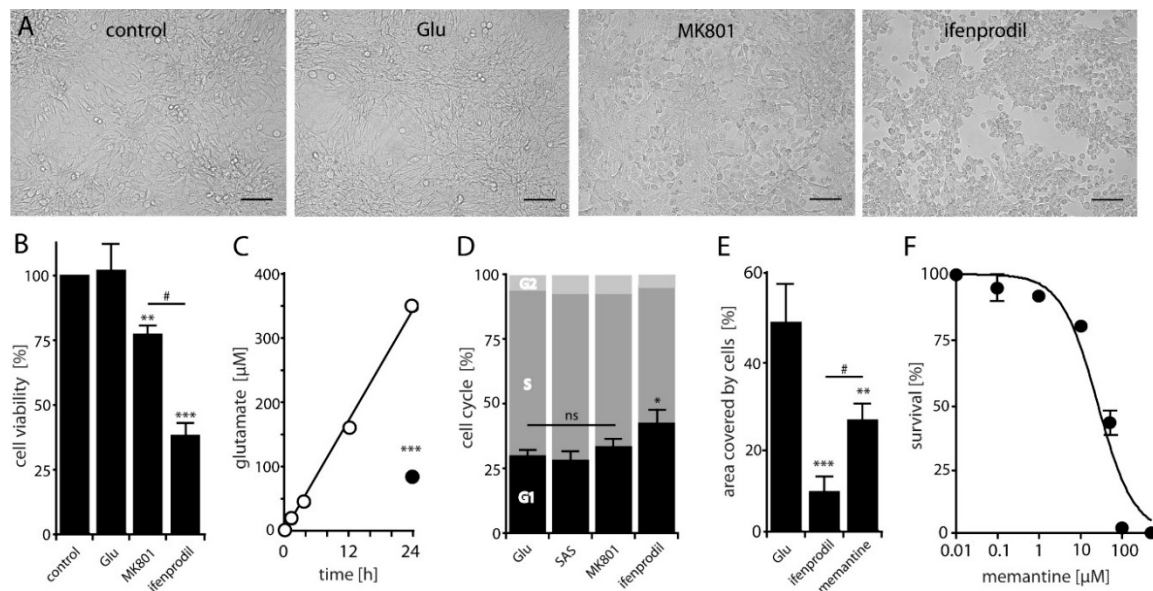 A
control
Glu
MK801
ifenprodil
B
cell viability [%]
100
75
50
25
0
**
#
***
control
Glu
MK801
ifenprodil
C
glutamate [µM]
400
300
200
100
0
***
0
12
24
time [h]
D
cell cycle [%]
100
75
50
25
0
G2
S
G1
ns
*
Glu
SAS
MK801
ifenprodil
E
area covered by cells [%]
60
40
20
0
***
#
**
Glu
ifenprodil
memantine
F
survival [%]
100
75
50
25
0
0.01
0.1
1
10
100
memantine [µM]